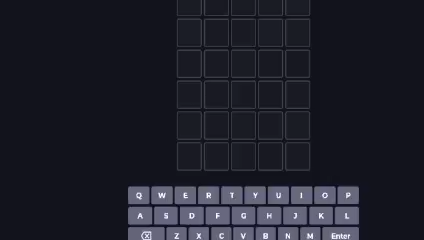 Q W E R T Y U I O P
A S D F G H J K L
Z X C V B N M Enter